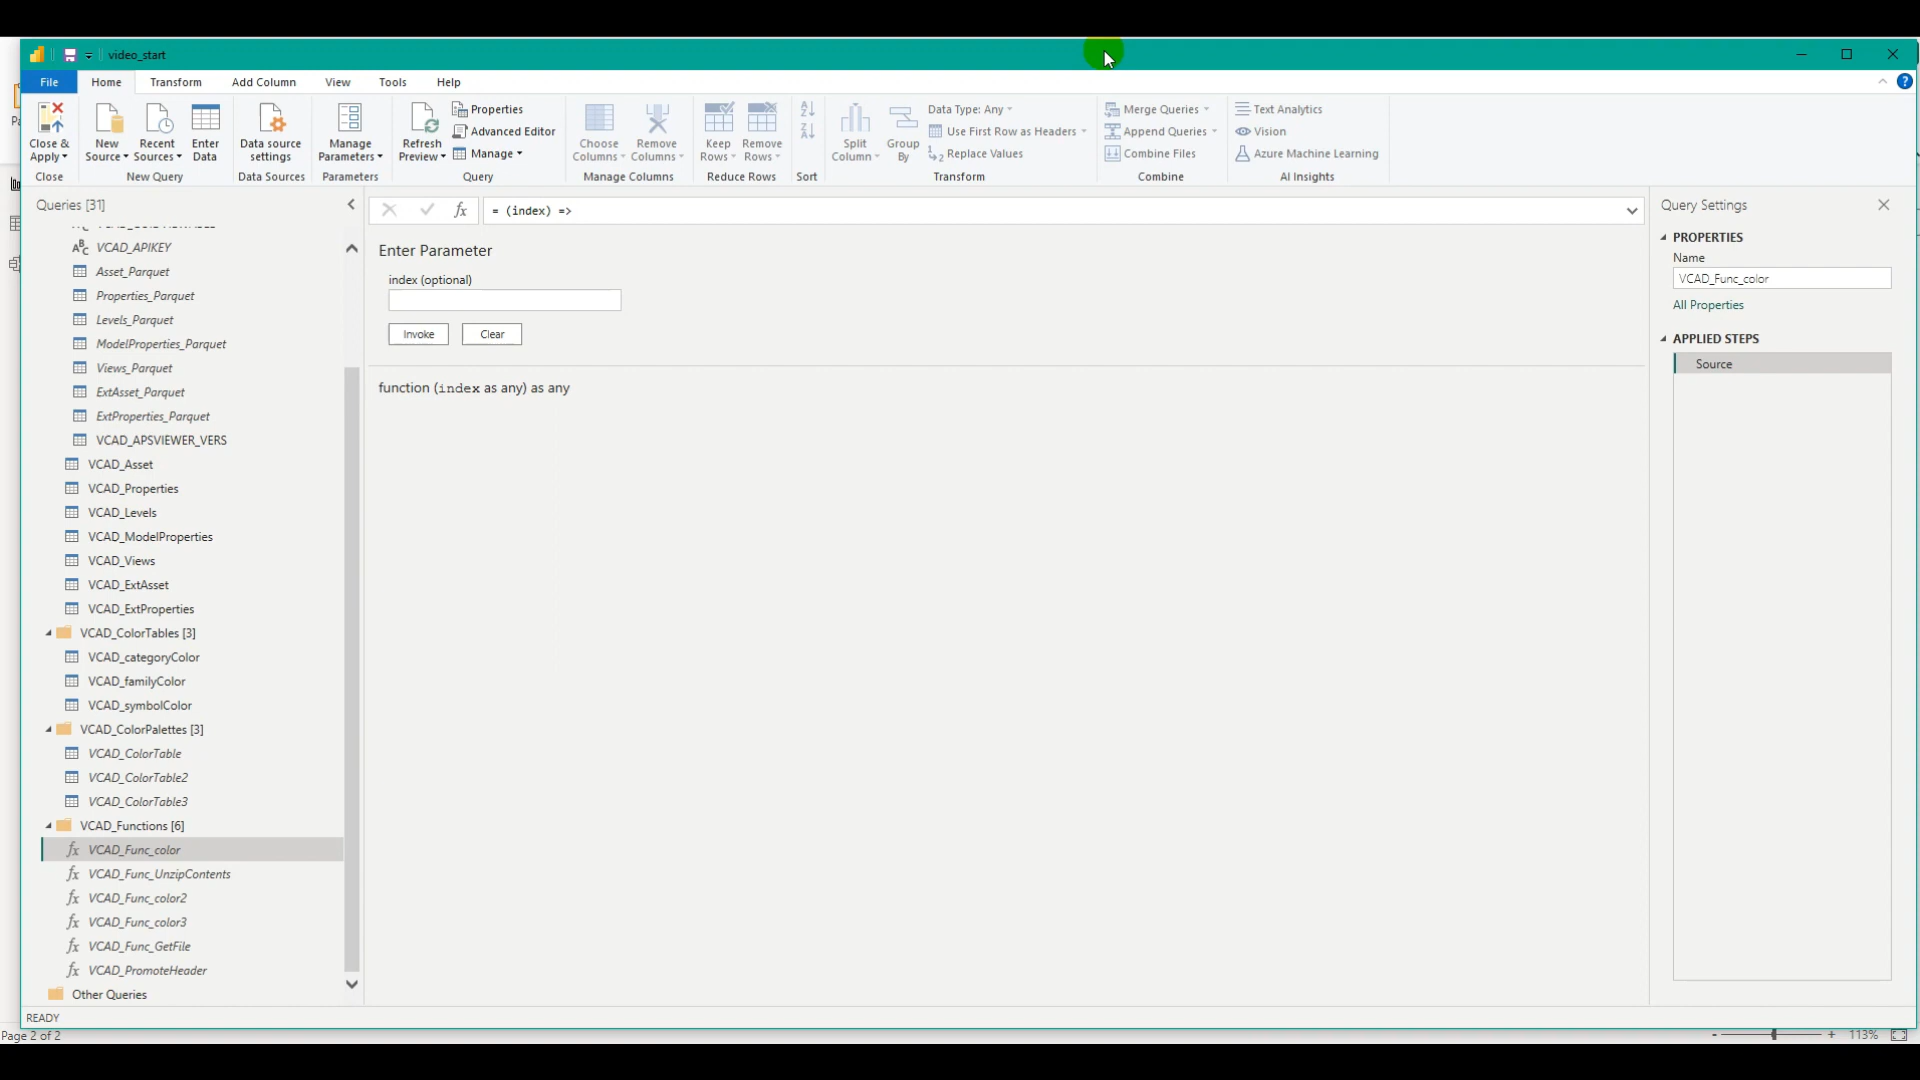 video_start
File Home Transform Add Column View Tools Help
Close & Apply
New Source
Recent Sources
Enter Data
Data source settings
Manage Parameters
Refresh Preview
Properties
Advanced Editor
Manage
Choose Columns
Remove Columns
Keep Rows
Remove Rows
Split Column
Group By
Data Type: Any
Use First Row as Headers
Replace Values
Merge Queries
Append Queries
Combine Files
Text Analytics
Vision
Azure Machine Learning
Close
New Query
Data Sources
Parameters
Query
Manage Columns
Reduce Rows
Sort
Transform
Combine
AI Insights
Queries [31]
VCAD_APIKEY
Asset_Parquet
Properties_Parquet
Levels_Parquet
ModelProperties_Parquet
Views_Parquet
ExtAsset_Parquet
ExtProperties_Parquet
VCAD_APSVIEWER_VERS
VCAD_Asset
VCAD_Properties
VCAD_Levels
VCAD_ModelProperties
VCAD_Views
VCAD_ExtAsset
VCAD_ExtProperties
VCAD_ColorTables [3]
VCAD_categoryColor
VCAD_familyColor
VCAD_symbolColor
VCAD_ColorPalettes [3]
VCAD_ColorTable
VCAD_ColorTable2
VCAD_ColorTable3
VCAD_Functions [6]
VCAD_Func_color
VCAD_Func_UnzipContents
VCAD_Func_color2
VCAD_Func_color3
VCAD_Func_GetFile
VCAD_PromoteHeader
Other Queries
fx = (index) =>
Enter Parameter
index (optional)
Invoke Clear
function (index as any) as any
Query Settings
PROPERTIES
Name
VCAD_Func_color
All Properties
APPLIED STEPS
Source
READY
Page 2 of 2
113%